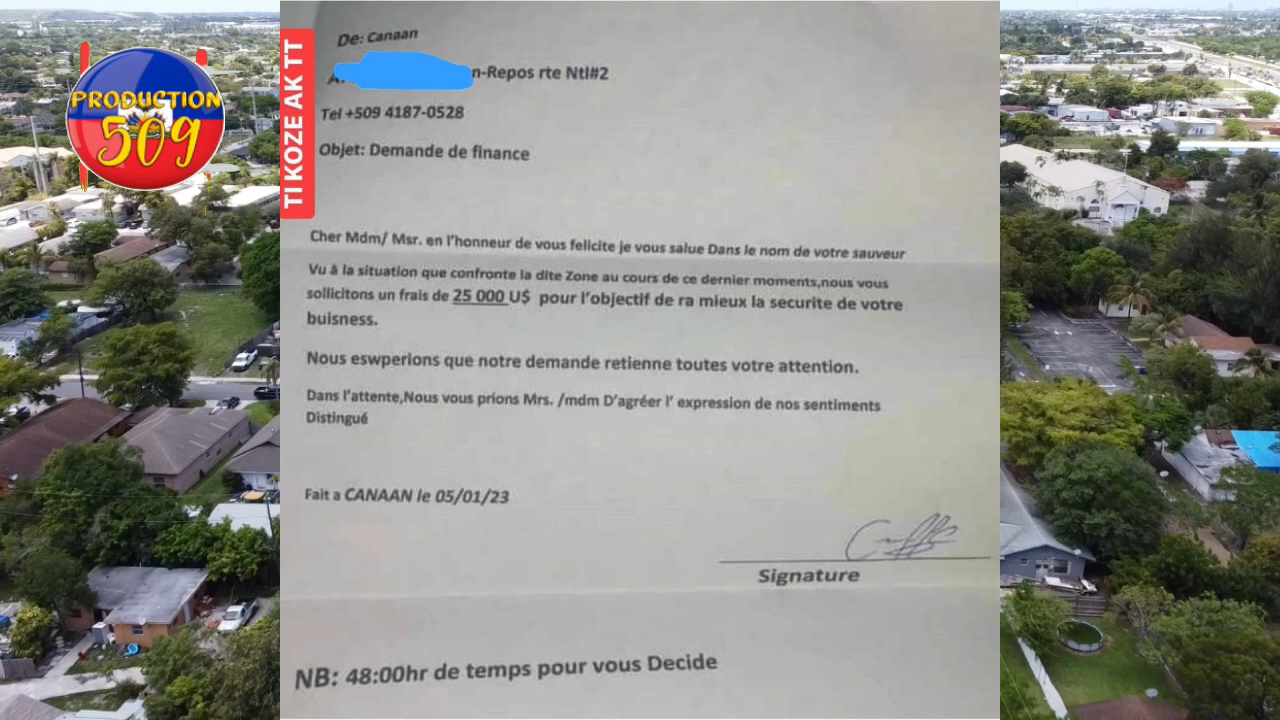 PRODUCTION
509
TI KOZE AK TT
De: Canaan
n-Repos rte Ntl#2
Tel +509 4187-0528
Objet: Demande de finance
Cher Mdm/ Msr. en l'honneur de vous felicite je vous salue Dans le nom de votre sauveur
Vu à la situation que confronte la dite Zone au cours de ce dernier moments,nous vous
sollicitons un frais de 25 000 U$ pour l'objectif de ra mieux la securite de votre
buisness.
Nous eswperions que notre demande retienne toutes votre attention.
Dans l'attente,Nous vous prions Mrs. /mdm D'agréer l' expression de nos sentiments
Distingué
Fait a CANAAN le 05/01/23
Signature
NB: 48:00hr de temps pour vous Decide